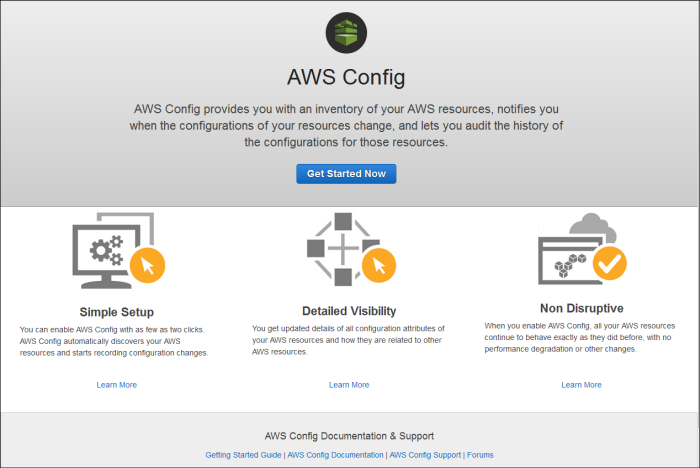 AWS Config
AWS Config provides you with an inventory of your AWS resources, notifies you
when the configurations of your resources change, and lets you audit the history of
the configurations for those resources.
Get Started Now
Simple Setup
You can enable AWS Config with as few as two clicks.
AWS Config automatically discovers your AWS
resources and starts recording configuration changes.
Learn More
Detailed Visibility
You get updated details of all configuration attributes
of your AWS resources and how they are related to other
AWS resources.
Learn More
Non Disruptive
When you enable AWS Config, all your AWS resources
continue to behave exactly as they did before, with no
performance degradation or other changes.
Learn More
AWS Config Documentation & Support
Getting Started Guide | AWS Config Documentation | AWS Config Support | Forums